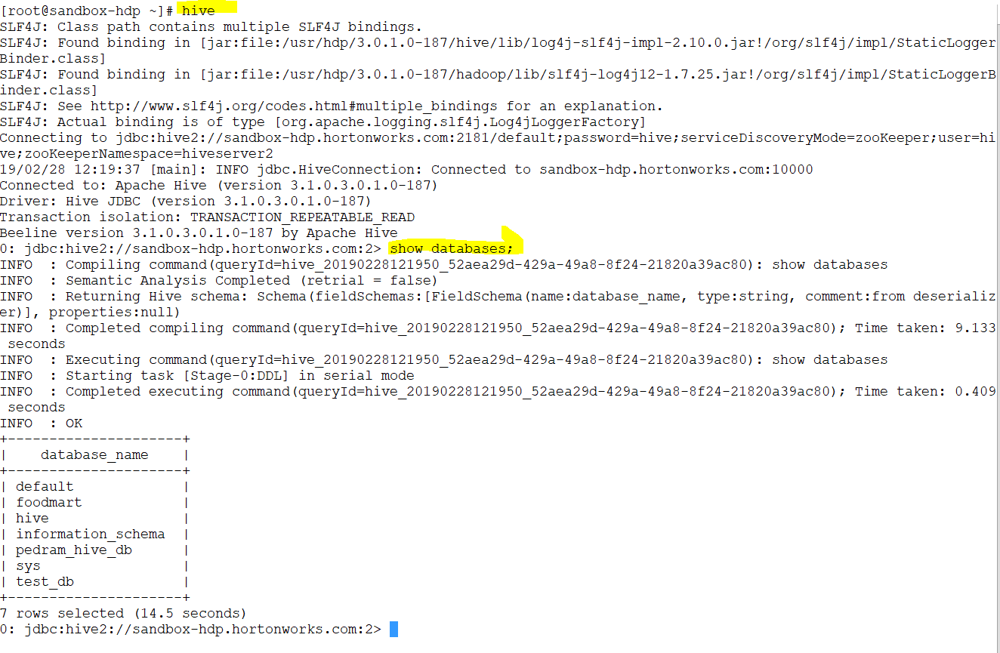 [root@sandbox-hdp ~]# hive
SLF4J: Class path contains multiple SLF4J bindings.
SLF4J: Found binding in [jar:file:/usr/hdp/3.0.1.0-187/hive/lib/log4j-slf4j-impl-2.10.0.jar!/org/slf4j/impl/StaticLogger
Binder.class]
SLF4J: Found binding in [jar:file:/usr/hdp/3.0.1.0-187/hadoop/lib/slf4j-log4j12-1.7.25.jar!/org/slf4j/impl/StaticLoggerB
inder.class]
SLF4J: See http://www.slf4j.org/codes.html#multiple_bindings for an explanation.
SLF4J: Actual binding is of type [org.apache.logging.slf4j.Log4jLoggerFactory]
Connecting to jdbc:hive2://sandbox-hdp.hortonworks.com:2181/default;password=hive;serviceDiscoveryMode=zooKeeper;user=hi
ve;zooKeeperNamespace=hiveserver2
19/02/28 12:19:37 [main]: INFO jdbc.HiveConnection: Connected to sandbox-hdp.hortonworks.com:10000
Connected to: Apache Hive (version 3.1.0.3.0.1.0-187)
Driver: Hive JDBC (version 3.1.0.3.0.1.0-187)
Transaction isolation: TRANSACTION_REPEATABLE_READ
Beeline version 3.1.0.3.0.1.0-187 by Apache Hive
0: jdbc:hive2://sandbox-hdp.hortonworks.com:2> show databases;
INFO  : Compiling command(queryId=hive_20190228121950_52aea29d-429a-49a8-8f24-21820a39ac80): show databases
INFO  : Semantic Analysis Completed (retrial = false)
INFO  : Returning Hive schema: Schema(fieldSchemas:[FieldSchema(name:database_name, type:string, comment:from deserializ
er)], properties:null)
INFO  : Completed compiling command(queryId=hive_20190228121950_52aea29d-429a-49a8-8f24-21820a39ac80); Time taken: 9.133
 seconds
INFO  : Executing command(queryId=hive_20190228121950_52aea29d-429a-49a8-8f24-21820a39ac80): show databases
INFO  : Starting task [Stage-0:DDL] in serial mode
INFO  : Completed executing command(queryId=hive_20190228121950_52aea29d-429a-49a8-8f24-21820a39ac80); Time taken: 0.409
 seconds
INFO  : OK
+---------------------+
|    database_name    |
+---------------------+
| default             |
| foodmart            |
| hive                |
| information_schema  |
| pedram_hive_db      |
| sys                 |
| test_db             |
+---------------------+
7 rows selected (14.5 seconds)
0: jdbc:hive2://sandbox-hdp.hortonworks.com:2>